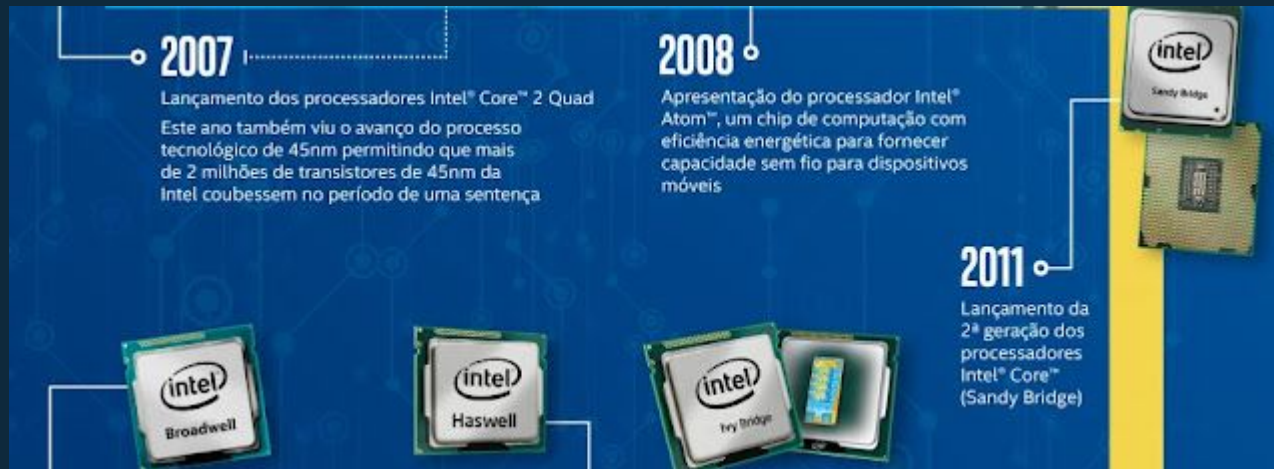 2007
Lançamento dos processadores Intel® Core™ 2 Quad
Este ano também viu o avanço do processo
tecnológico de 45nm permitindo que mais
de 2 milhões de transistores de 45nm da
Intel coubessem no período de uma sentença
2008
Apresentação do processador Intel®
Atom™, um chip de computação com
eficiência energética para fornecer
capacidade sem fio para dispositivos
móveis
intel
Sandy Bridge
2011
Lançamento da
2ª geração dos
processadores
Intel® Core™
(Sandy Bridge)
intel
Broadwell
intel
Haswell
intel
Ivy Bridge